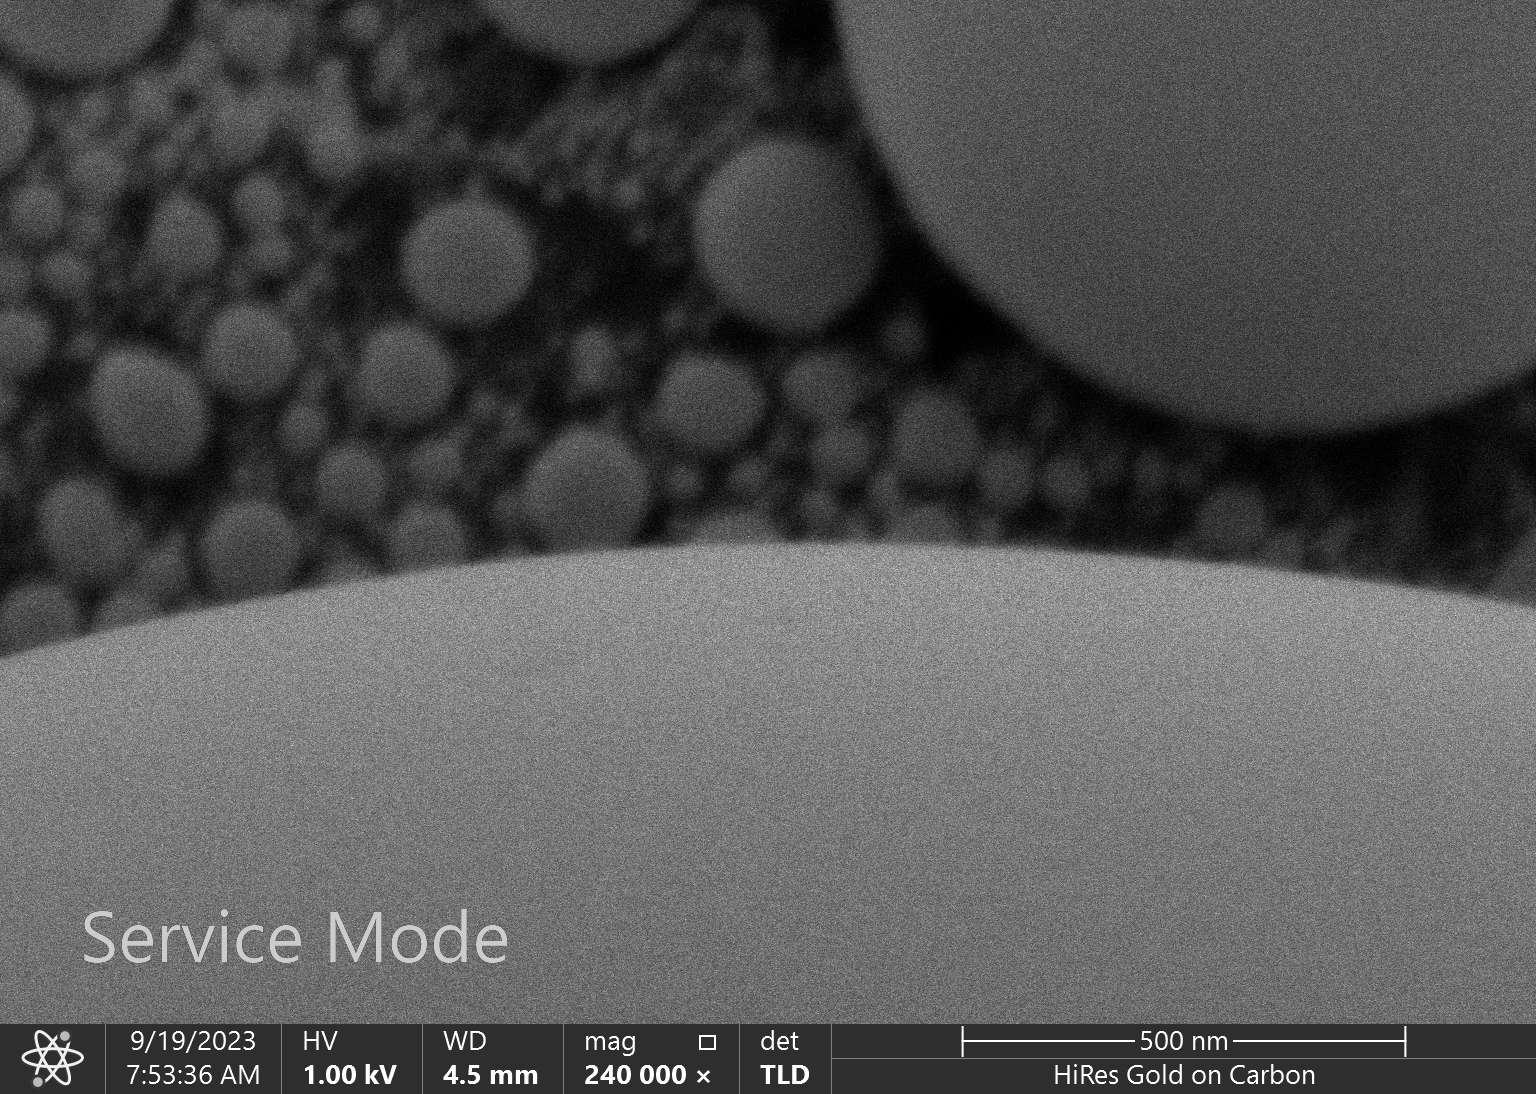 Service Mode
9/19/2023 HV WD mag det 500 nm
7:53:36 AM 1.00 kV 4.5 mm 240 000 × TLD HiRes Gold on Carbon